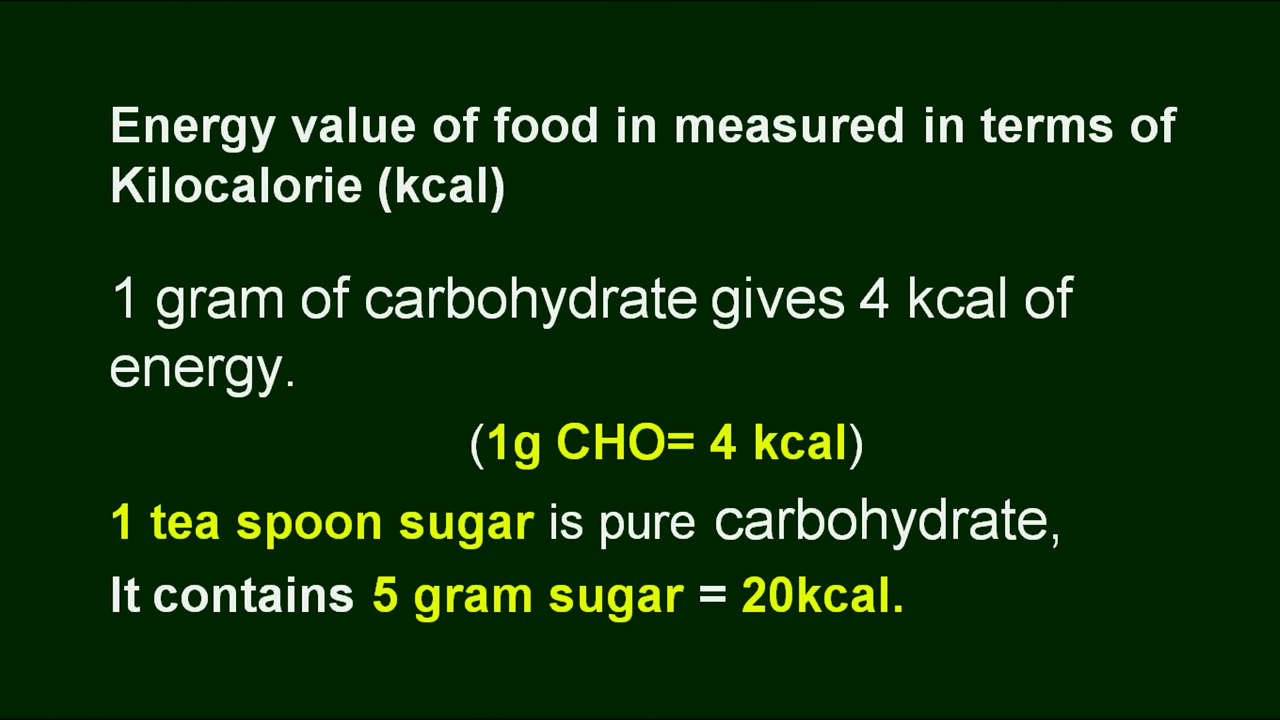 Energy value of food in measured in terms of
Kilocalorie (kcal)
1 gram of carbohydrate gives 4 kcal of
energy.
(1g CHO= 4 kcal)
1 tea spoon sugar is pure carbohydrate,
It contains 5 gram sugar = 20kcal.